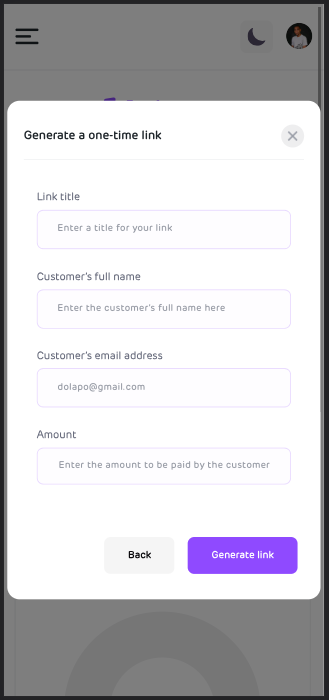 Generate a one-time link
Link title
Enter a title for your link
Customer's full name
Enter the customer's full name here
Customer's email address
dolapo@gmail.com
Amount
Enter the amount to be paid by the customer
Back
Generate link